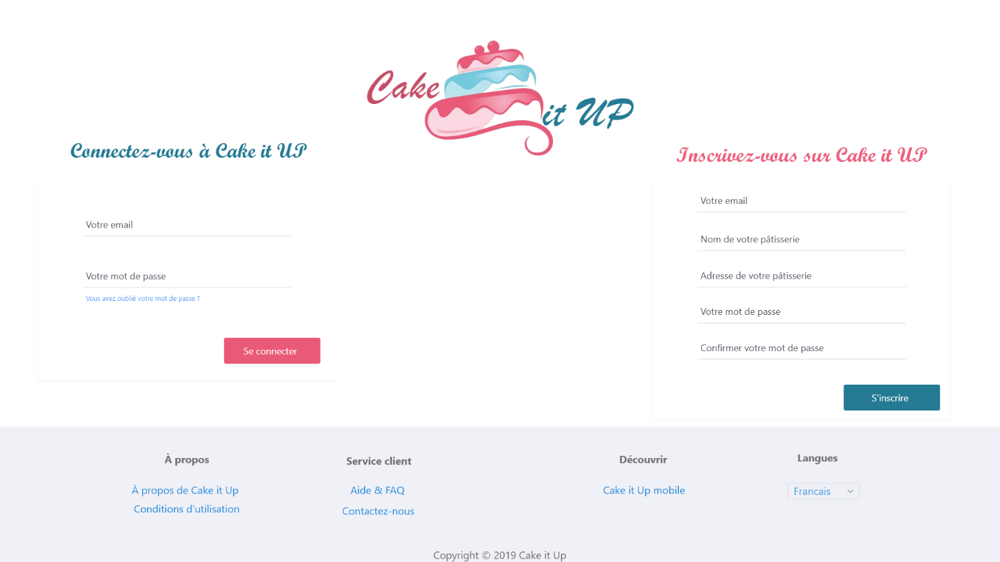 Cake
it UP
Connectez-vous à Cake it UP
Votre email
Votre mot de passe
Vous avez oublié votre mot de passe ?
Se connecter
Inscrivez-vous sur Cake it UP
Votre email
Nom de votre pâtisserie
Adresse de votre pâtisserie
Votre mot de passe
Confirmer votre mot de passe
S'inscrire
À propos
À propos de Cake it Up
Conditions d'utilisation
Service client
Aide & FAQ
Contactez-nous
Découvrir
Cake it Up mobile
Langues
Francais
Copyright © 2019 Cake it Up